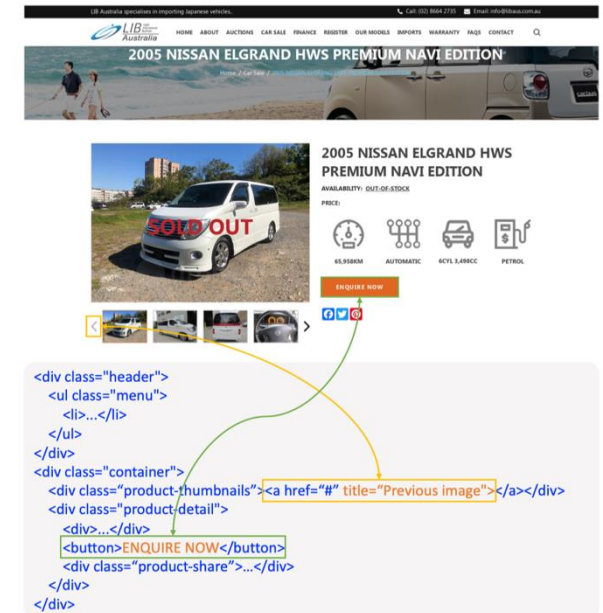 LIB Australia specialises in importing Japanese vehicles.
Call: (02) 8664 2735
Email: info@libaus.com.au
LIB
Australia
HOME ABOUT AUCTIONS CAR SALE FINANCE REGISTER OUR MODELS IMPORTS WARRANTY FAQS CONTACT
2005 NISSAN ELGRAND HWS PREMIUM NAVI EDITION
Home / Car Sale /
2005 NISSAN ELGRAND HWS
PREMIUM NAVI EDITION
AVAILABILITY: OUT-OF-STOCK
PRICE:
SOLD OUT
65,958KM AUTOMATIC 6CYL 3,498CC PETROL
ENQUIRE NOW
<div class="header">
<ul class="menu">
<li>...</li>
</ul>
</div>
<div class="container">
<div class="product-thumbnails"><a href="#" title="Previous image"></a></div>
<div class="product-detail">
<div>...</div>
<button>ENQUIRE NOW</button>
<div class="product-share">...</div>
</div>
</div>